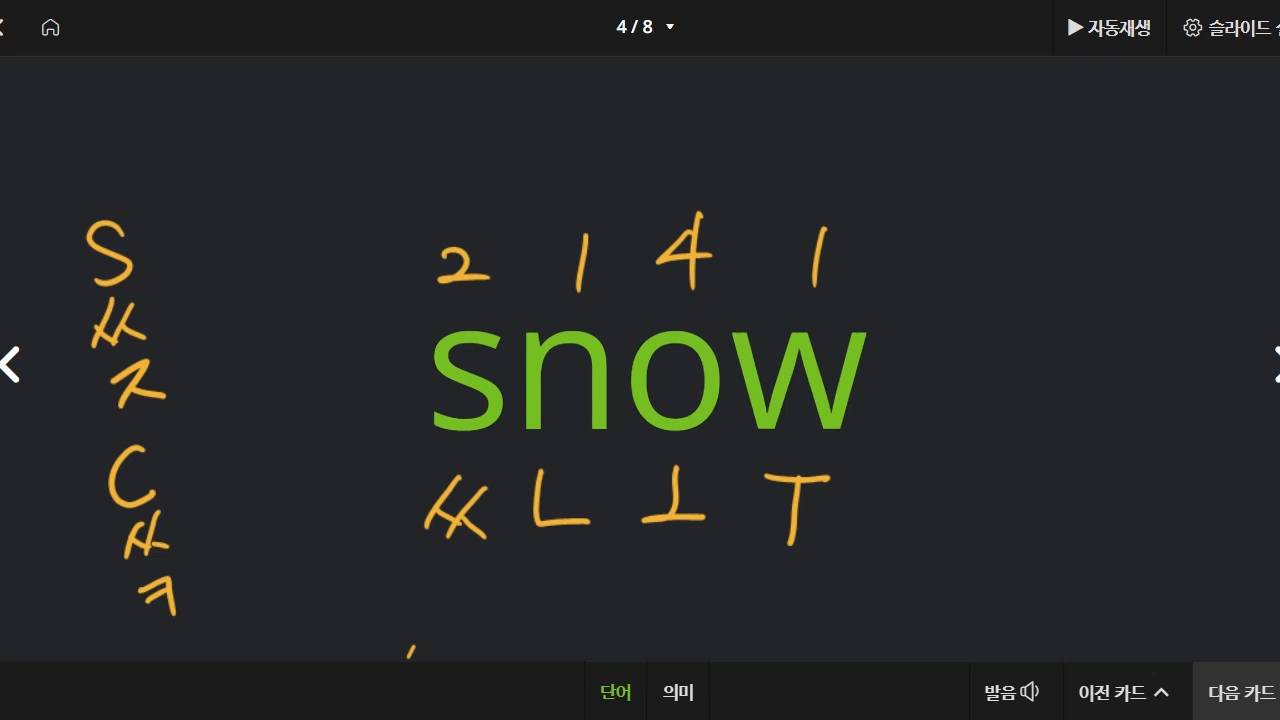 4 / 8
자동재생
슬라이드
S
ㅆ
ㅈ
C
ㅆ
ㅋ
2 1 4 1
snow
ㅆ ㄴ ㅗ ㅜ
단어 의미
발음
이전 카드
다음 카드